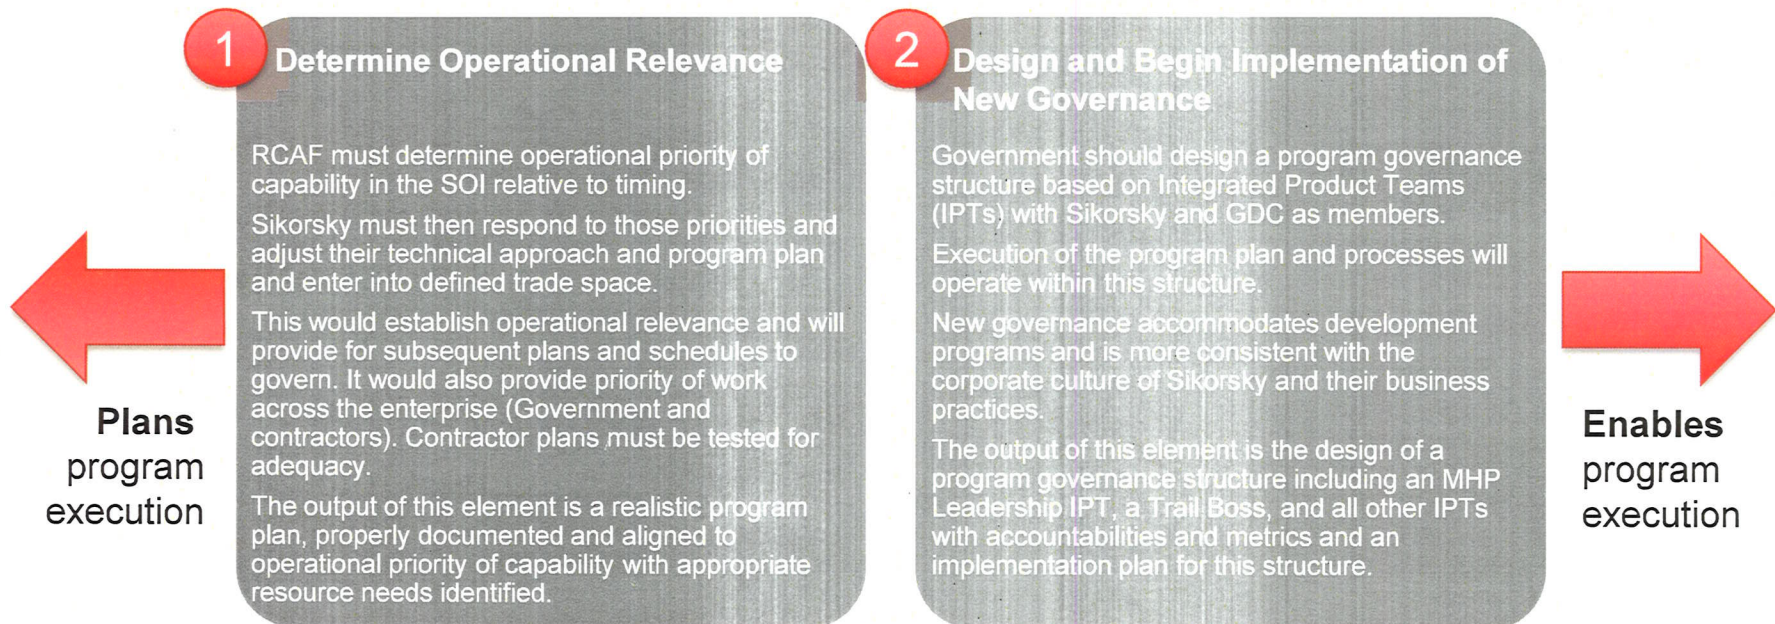 1
Determine Operational Relevance
RCAF must determine operational priority of
capability in the SOI relative to timing.
Sikorsky must then respond to those priorities and
adjust their technical approach and program plan
and enter into defined trade space.
This would establish operational relevance and will
provide for subsequent plans and schedules to
govern. It would also provide priority of work
across the enterprise (Government and
contractors). Contractor plans must be tested for
adequacy.
The output of this element is a realistic program
plan, properly documented and aligned to
operational priority of capability with appropriate
resource needs identified.
Plans
program
execution
2
Design and Begin Implementation of
New Governance
Government should design a program governance
structure based on Integrated Product Teams
(IPTs) with Sikorsky and GDC as members.
Execution of the program plan and processes will
operate within this structure.
New governance accommodates development
programs and is more consistent with the
corporate culture of Sikorsky and their business
practices.
The output of this element is the design of a
program governance structure including an MHP
Leadership IPT, a Trail Boss, and all other IPTs
with accountabilities and metrics and an
implementation plan for this structure.
Enables
program
execution